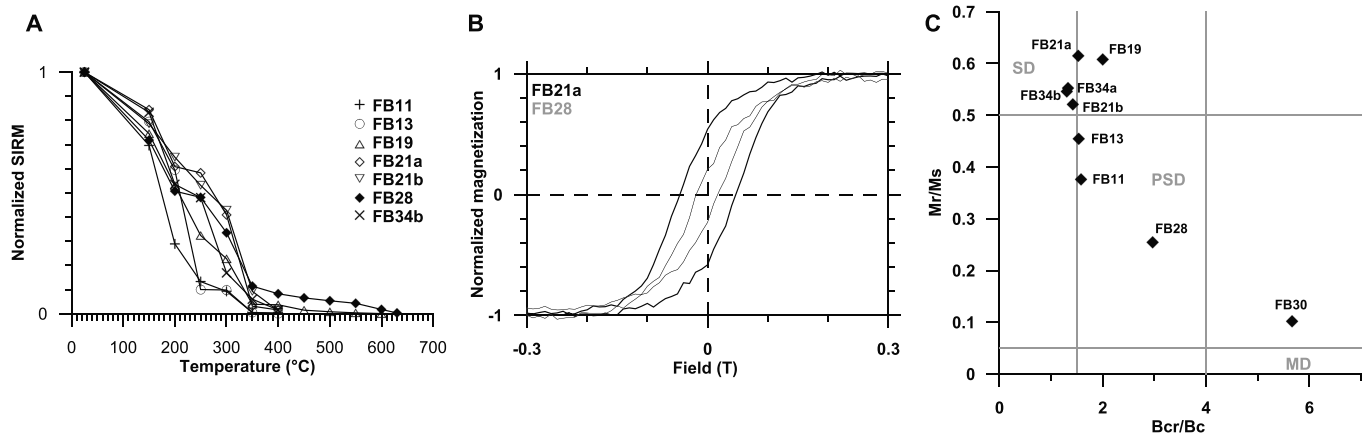 A
1
0
Normalized SIRM
0 100 200 300 400 500 600 700
Temperature (°C)
FB11
FB13
FB19
FB21a
FB21b
FB28
FB34b
B
1
0
-1
Normalized magnetization
FB21a
FB28
-0.3 0 0.3
Field (T)
C
0.7
0.6
0.5
0.4
0.3
0.2
0.1
0
Mr/Ms
FB21a FB19
SD
FB34a
FB34b
FB21b
FB13
FB11 PSD
FB28
FB30
MD
0 2 4 6
Bcr/Bc